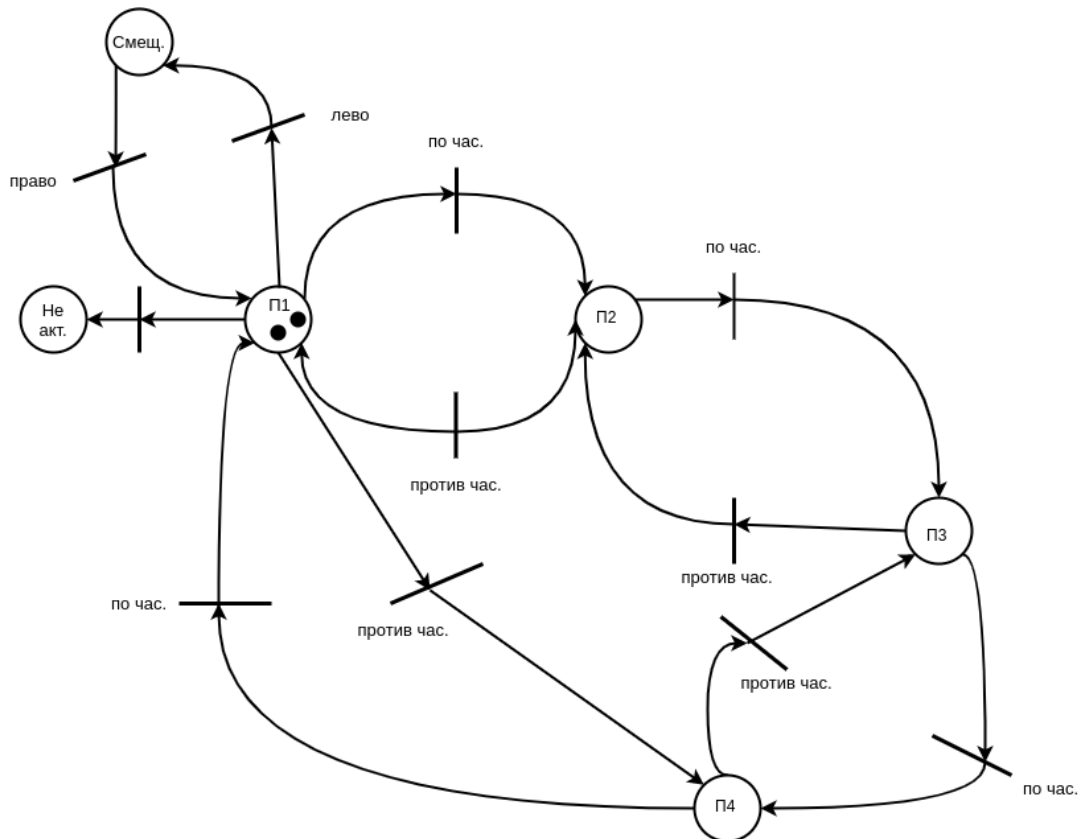 Смещ.
лево
по час.
право
по час.
П1
Не
акт.
П2
против час.
П3
против час.
по час.
против час.
против час.
по час.
П4